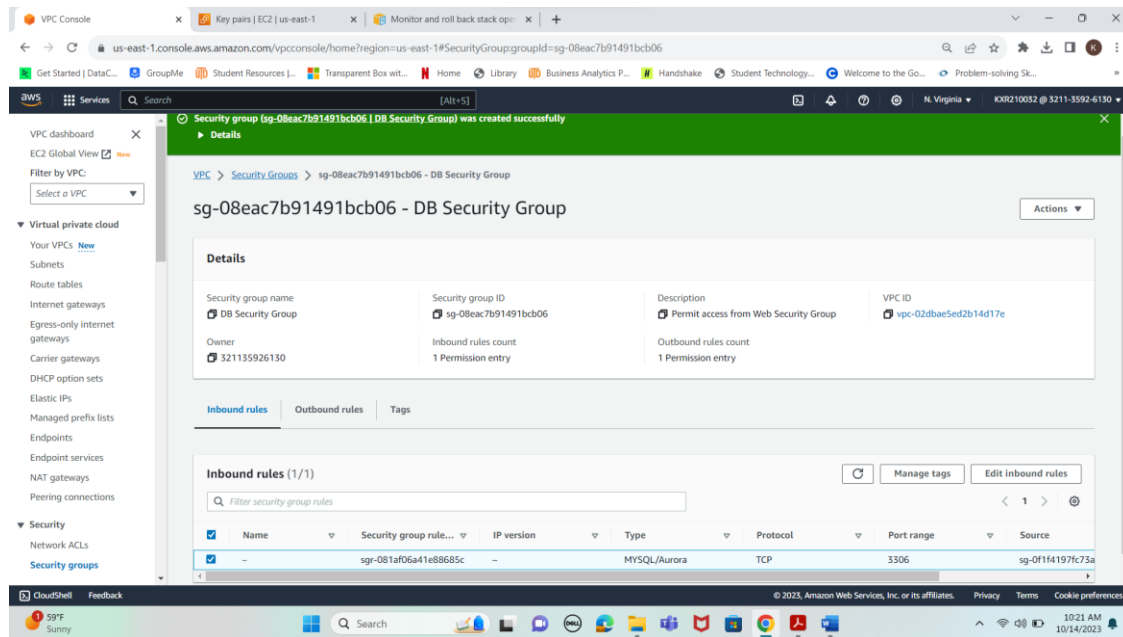 VPC Console
Key pairs | EC2 | us-east-1
Monitor and roll back stack ope
us-east-1.console.aws.amazon.com/vpcconsole/home?region=us-east-1#SecurityGroup:groupId=sg-08eac7b91491bcb06
K
Get Started | DataC... GroupMe Student Resources |... Transparent Box wit... Home Library Business Analytics P... Handshake Student Technology... Welcome to the Go... Problem-solving Sk... »
aws Services Search [Alt+S] N. Virginia KXR210032 @ 3211-3592-6130
Security group (sg-08eac7b91491bcb06 | DB Security Group) was created successfully
Details
VPC dashboard
EC2 Global View New
Filter by VPC:
Select a VPC
Virtual private cloud
Your VPCs New
Subnets
Route tables
Internet gateways
Egress-only internet
gateways
Carrier gateways
DHCP option sets
Elastic IPs
Managed prefix lists
Endpoints
Endpoint services
NAT gateways
Peering connections
Security
Network ACLs
Security groups
VPC > Security Groups > sg-08eac7b91491bcb06 - DB Security Group
sg-08eac7b91491bcb06 - DB Security Group
Actions
Details
Security group name
DB Security Group
Security group ID
sg-08eac7b91491bcb06
Description
Permit access from Web Security Group
VPC ID
vpc-02dbae5ed2b14d17e
Owner
321135926130
Inbound rules count
1 Permission entry
Outbound rules count
1 Permission entry
Inbound rules Outbound rules Tags
Inbound rules (1/1)
Manage tags Edit inbound rules
Filter security group rules
1
Name Security group rule... IP version Type Protocol Port range Source
– sgr-081af06a41e88685c – MYSQL/Aurora TCP 3306 sg-0f1f4197fc73a
CloudShell Feedback © 2023, Amazon Web Services, Inc. or its affiliates. Privacy Terms Cookie preferences
1
59°F
Sunny
Search
DELL
10:21 AM
10/14/2023